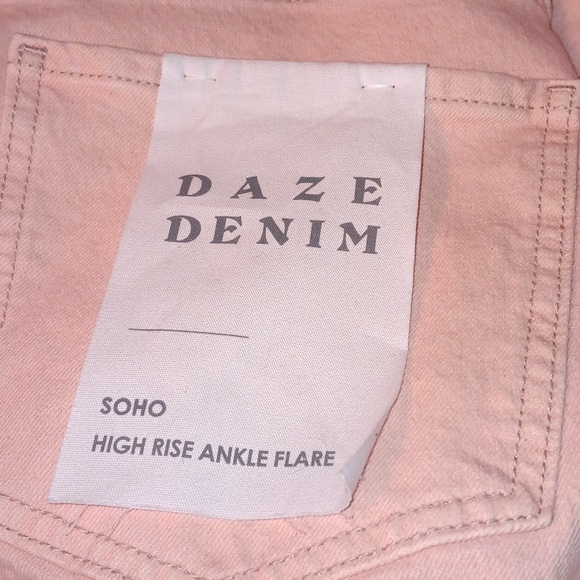 DAZE
DENIM
SOHO
HIGH RISE ANKLE FLARE